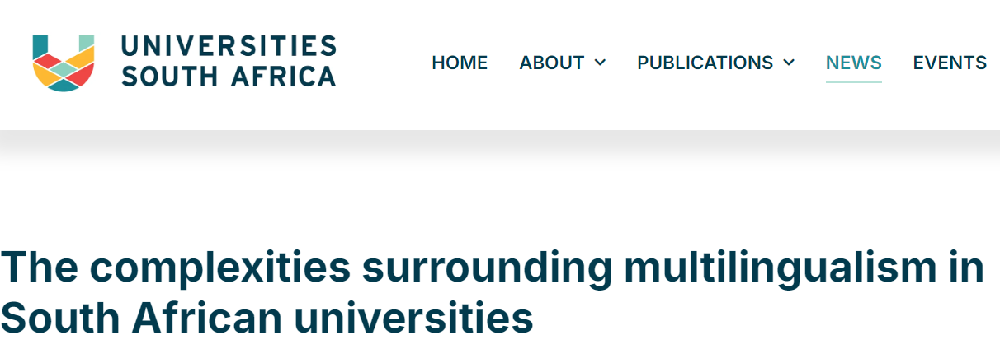 UNIVERSITIES
SOUTH AFRICA
HOME ABOUT PUBLICATIONS NEWS EVENTS
The complexities surrounding multilingualism in
South African universities